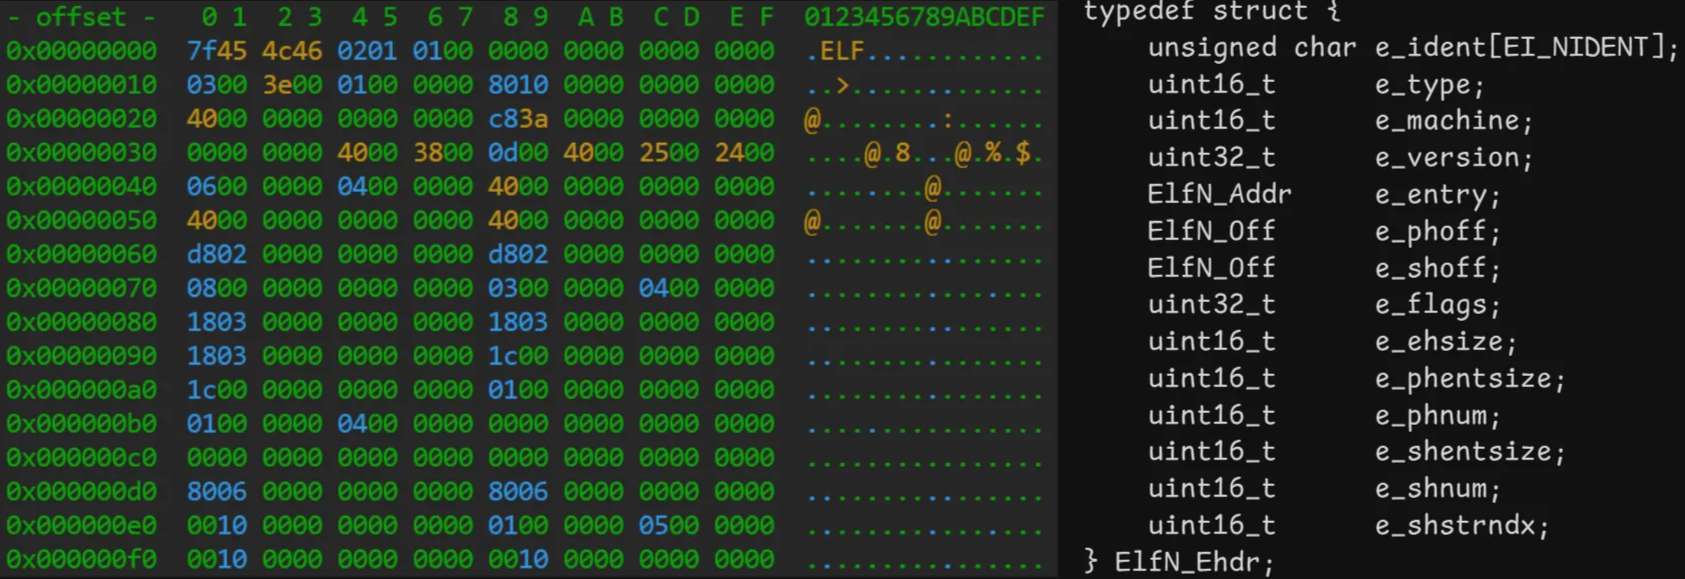 - offset -   0 1  2 3  4 5  6 7  8 9  A B  C D  E F  0123456789ABCDEF
0x00000000  7f45 4c46 0201 0100 0000 0000 0000 0000  .ELF............
0x00000010  0300 3e00 0100 0000 8010 0000 0000 0000  ..>.............
0x00000020  4000 0000 0000 0000 c83a 0000 0000 0000  @........:......
0x00000030  0000 0000 4000 3800 0d00 4000 2500 2400  ....@.8...@.%.$.
0x00000040  0600 0000 0400 0000 4000 0000 0000 0000  ........@.......
0x00000050  4000 0000 0000 0000 4000 0000 0000 0000  @.......@.......
0x00000060  d802 0000 0000 0000 d802 0000 0000 0000  ................
0x00000070  0800 0000 0000 0000 0300 0000 0400 0000  ................
0x00000080  1803 0000 0000 0000 1803 0000 0000 0000  ................
0x00000090  1803 0000 0000 0000 1c00 0000 0000 0000  ................
0x000000a0  1c00 0000 0000 0000 0100 0000 0000 0000  ................
0x000000b0  0100 0000 0400 0000 0000 0000 0000 0000  ................
0x000000c0  0000 0000 0000 0000 0000 0000 0000 0000  ................
0x000000d0  8006 0000 0000 0000 8006 0000 0000 0000  ................
0x000000e0  0010 0000 0000 0000 0100 0000 0500 0000  ................
0x000000f0  0010 0000 0000 0000 0010 0000 0000 0000  ................
typedef struct {
    unsigned char e_ident[EI_NIDENT];
    uint16_t      e_type;
    uint16_t      e_machine;
    uint32_t      e_version;
    ElfN_Addr     e_entry;
    ElfN_Off      e_phoff;
    ElfN_Off      e_shoff;
    uint32_t      e_flags;
    uint16_t      e_ehsize;
    uint16_t      e_phentsize;
    uint16_t      e_phnum;
    uint16_t      e_shentsize;
    uint16_t      e_shnum;
    uint16_t      e_shstrndx;
} ElfN_Ehdr;